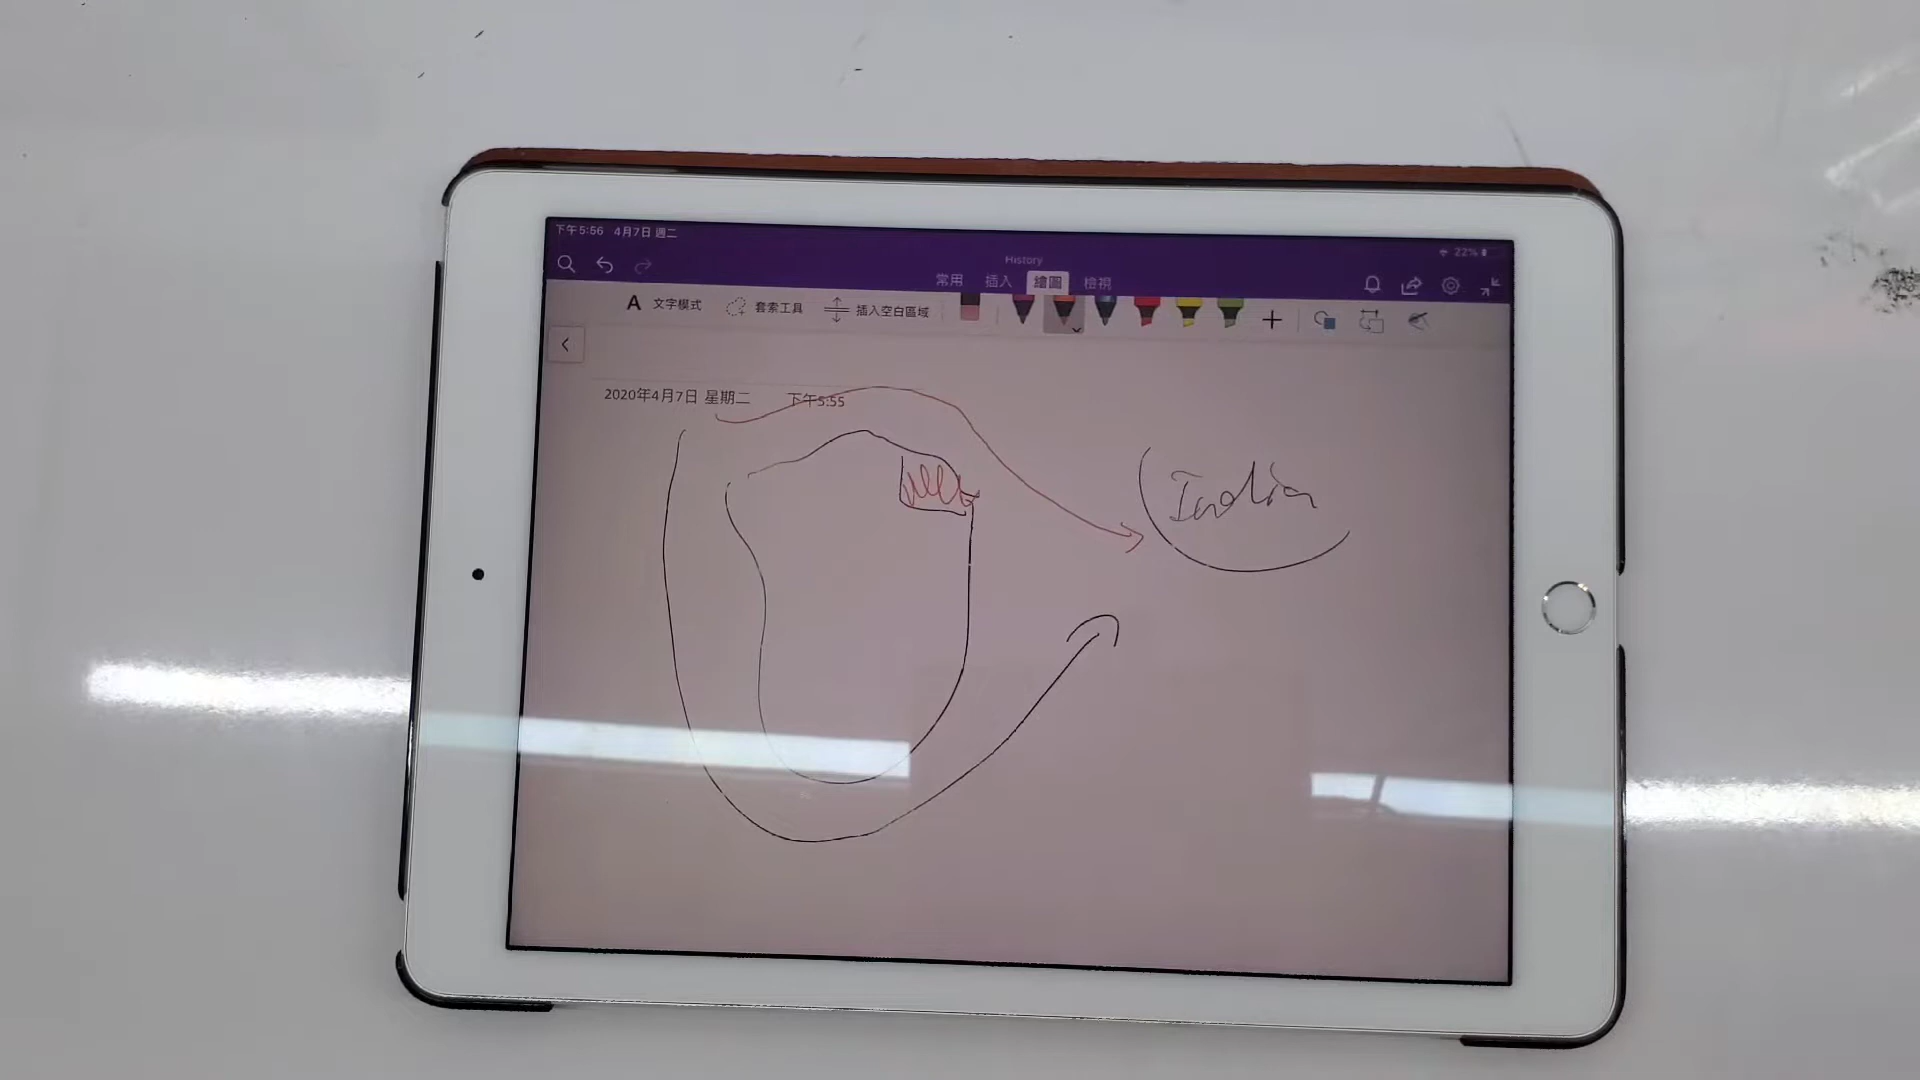 下午5:56 4月7日 週二
22%
History
常用 插入 繪圖 檢視
A 文字模式 套索工具 插入空白區域
2020年4月7日 星期二 下午5:55
India